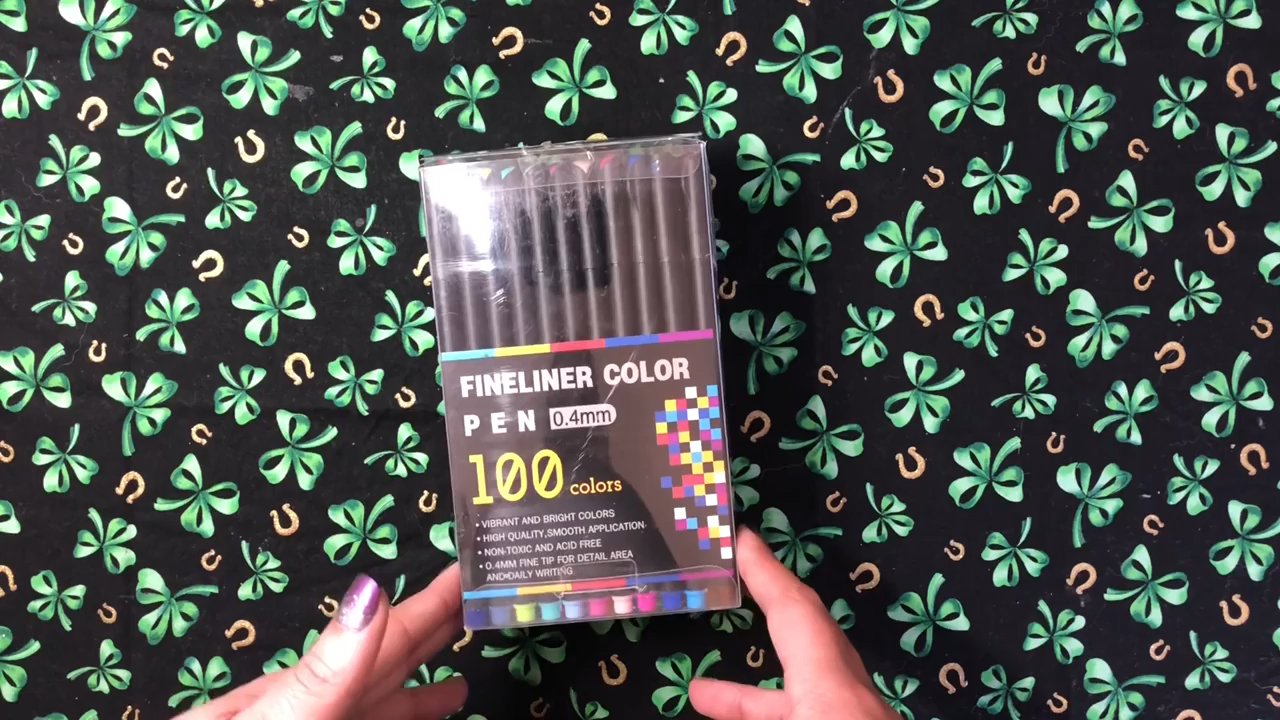 FINELINER COLOR
PEN 0.4mm
100 colors
• VIBRANT AND BRIGHT COLORS
• HIGH QUALITY,SMOOTH APPLICATION
• NON-TOXIC AND ACID FREE
• 0.4MM FINE TIP FOR DETAIL AREA
AND DAILY WRITING